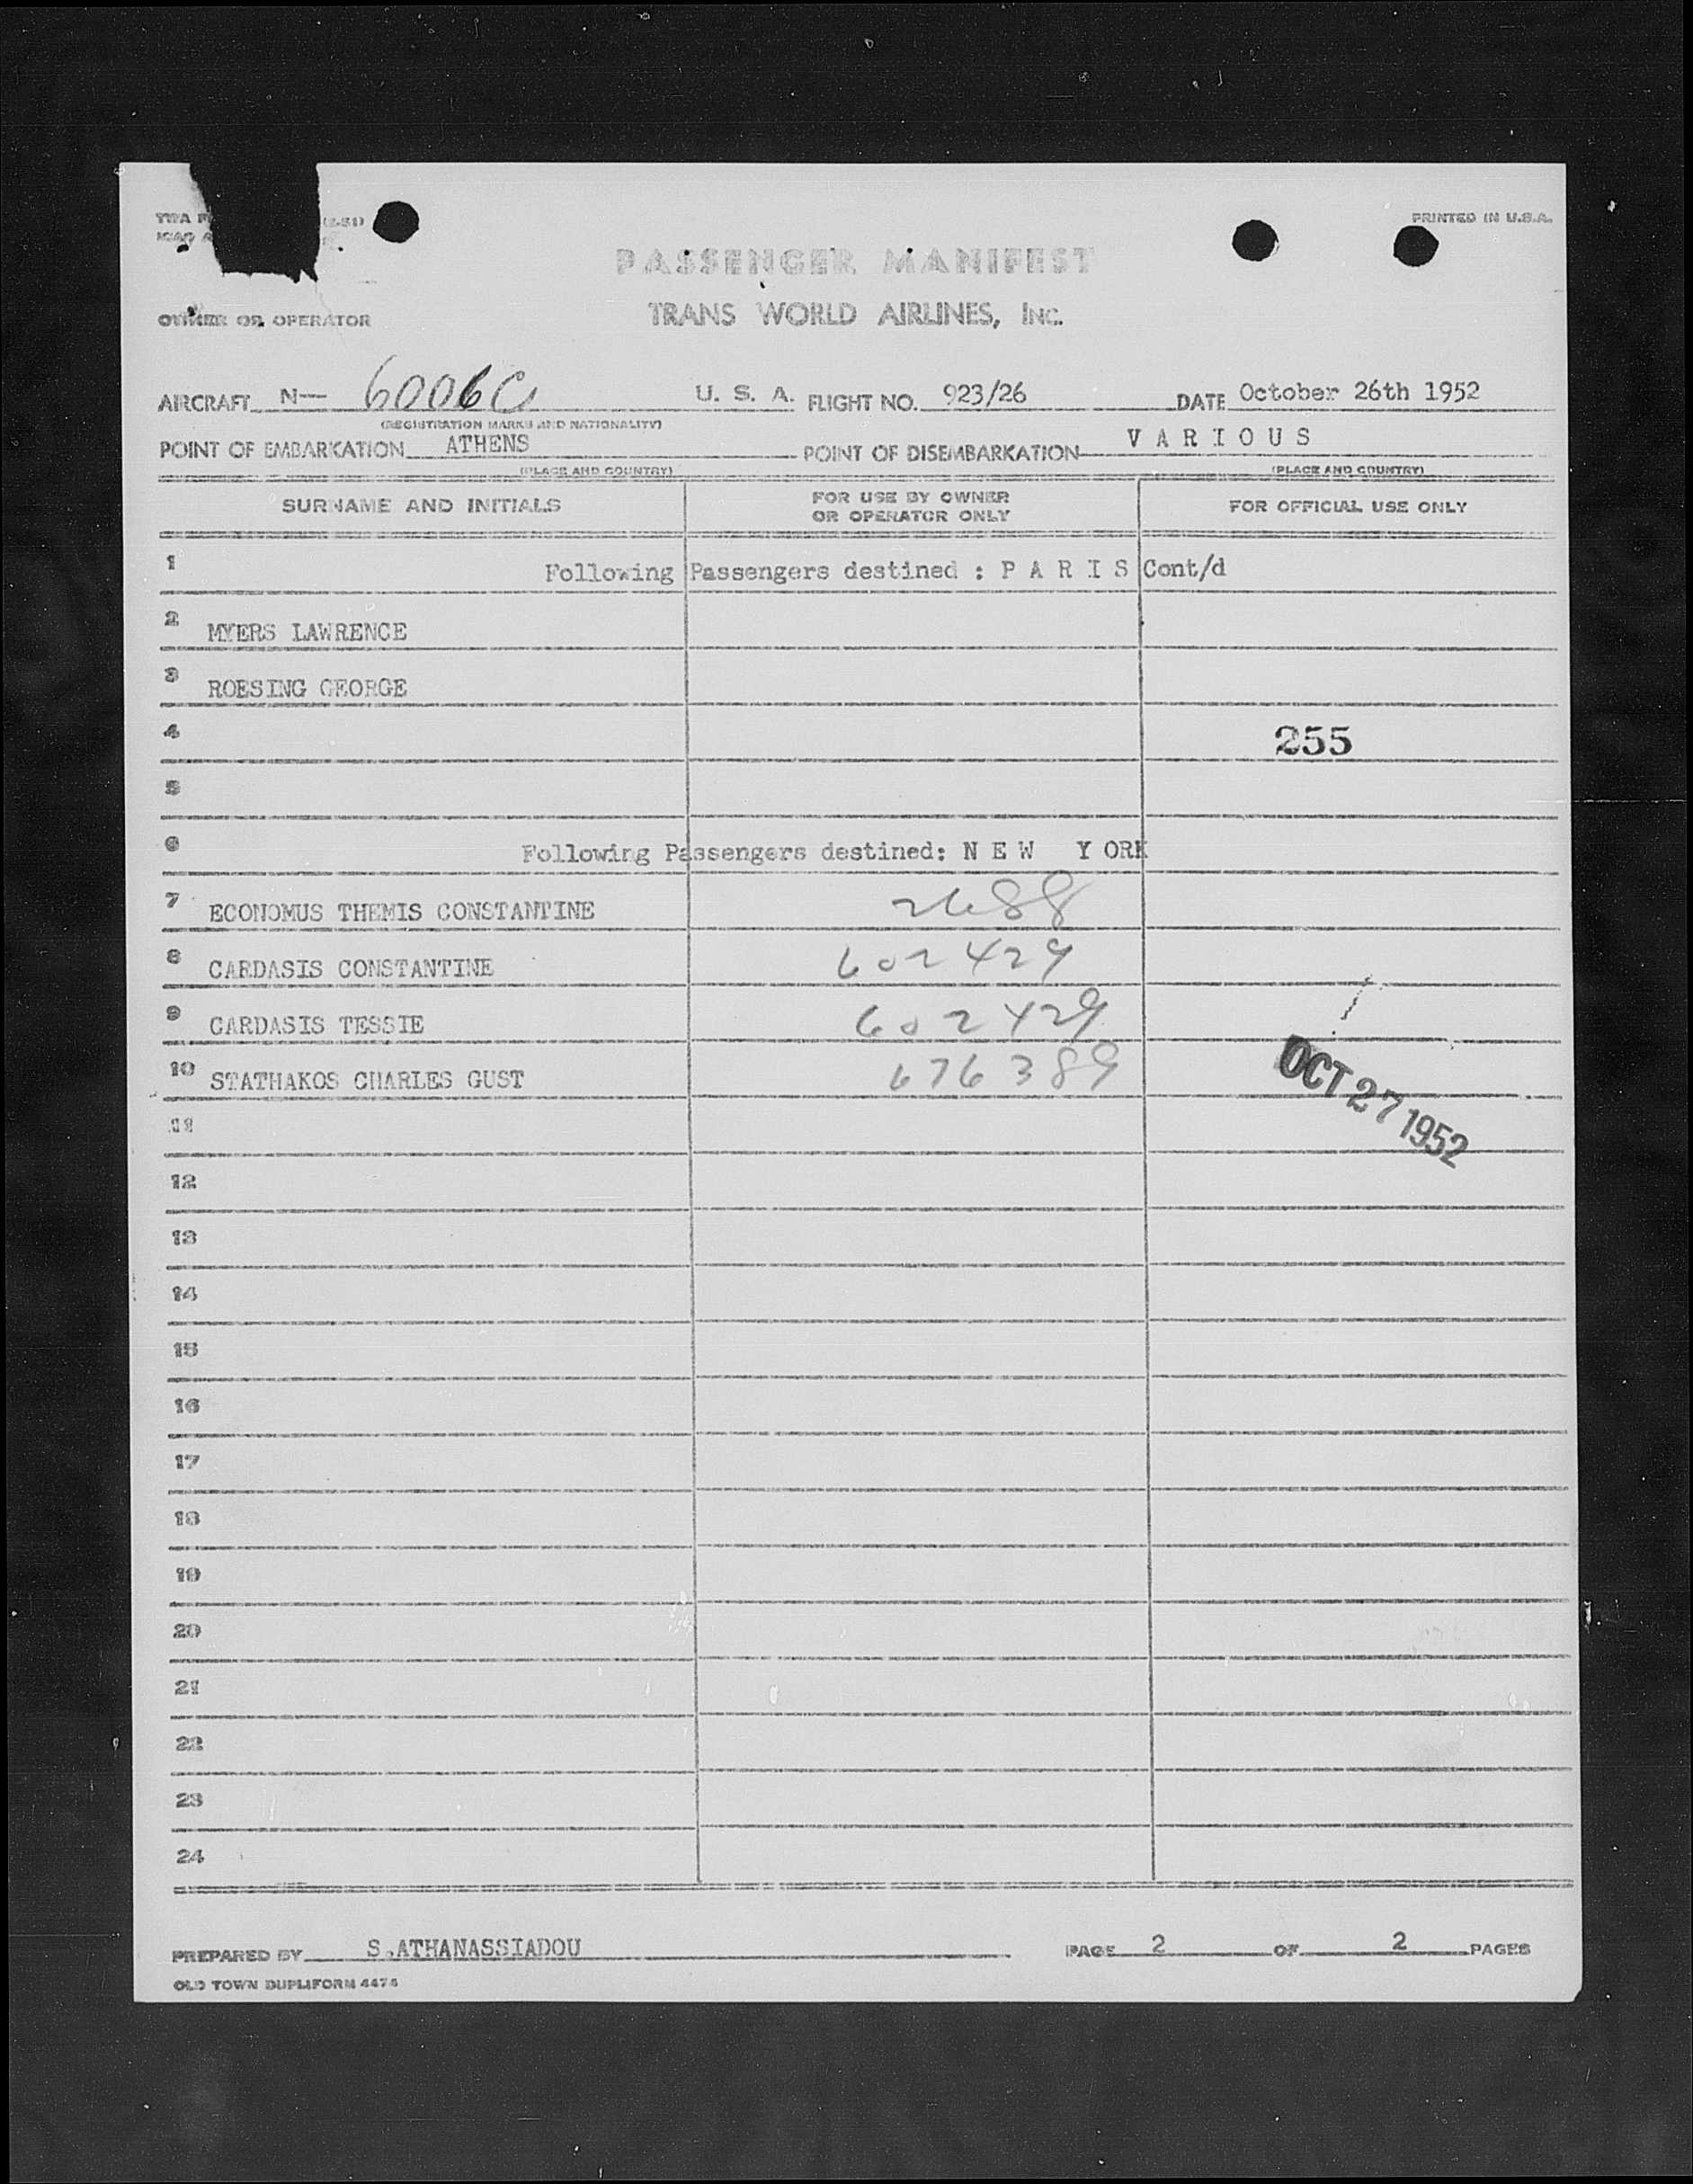 PRINTED IN U.S.A.
PASSENGER MANIFEST
TRANS WORLD AIRLINES, INC.
OWNER OR OPERATOR
AIRCRAFT N— 6006C U. S. A. FLIGHT NO. 923/26 DATE October 26th 1952
(REGISTRATION MARKS AND NATIONALITY)
POINT OF EMBARKATION ATHENS POINT OF DISEMBARKATION V A R I O U S
(PLACE AND COUNTRY) (PLACE AND COUNTRY)
SURNAME AND INITIALS FOR USE BY OWNER OR OPERATOR ONLY FOR OFFICIAL USE ONLY
1 Following Passengers destined : P A R I S Cont/d
2 MYERS LAWRENCE
3 ROESING GEORGE
4 255
5
6 Following Passengers destined: N E W Y ORK
7 ECONOMUS THEMIS CONSTANTINE 2688
8 CARDASIS CONSTANTINE 602429
9 CARDASIS TESSIE 602429
10 STATHAKOS CHARLES GUST 676389
OCT 27 1952
11
12
13
14
15
16
17
18
19
20
21
22
23
24
PREPARED BY S.ATHANASSIADOU PAGE 2 OF 2 PAGES
OLD TOWN DUPLIFORM 4474